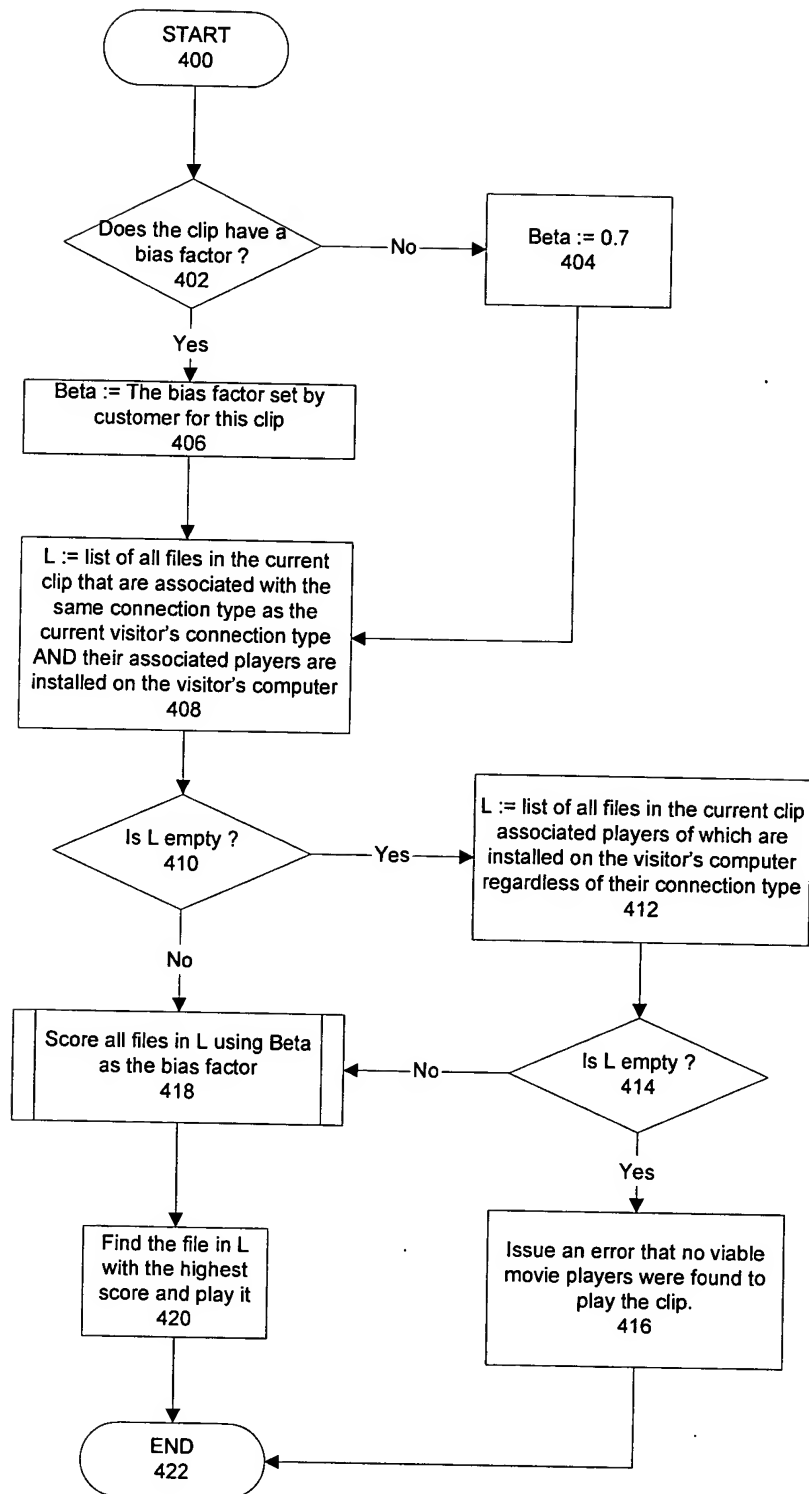 START
400
Does the clip have a
bias factor ?
402
No
Beta := 0.7
404
Yes
Beta := The bias factor set by
customer for this clip
406
L := list of all files in the current
clip that are associated with the
same connection type as the
current visitor's connection type
AND their associated players are
installed on the visitor's computer
408
Is L empty ?
410
Yes
L := list of all files in the current clip
associated players of which are
installed on the visitor's computer
regardless of their connection type
412
No
Score all files in L using Beta
as the bias factor
418
No
Is L empty ?
414
Yes
Find the file in L
with the highest
score and play it
420
Issue an error that no viable
movie players were found to
play the clip.
416
END
422